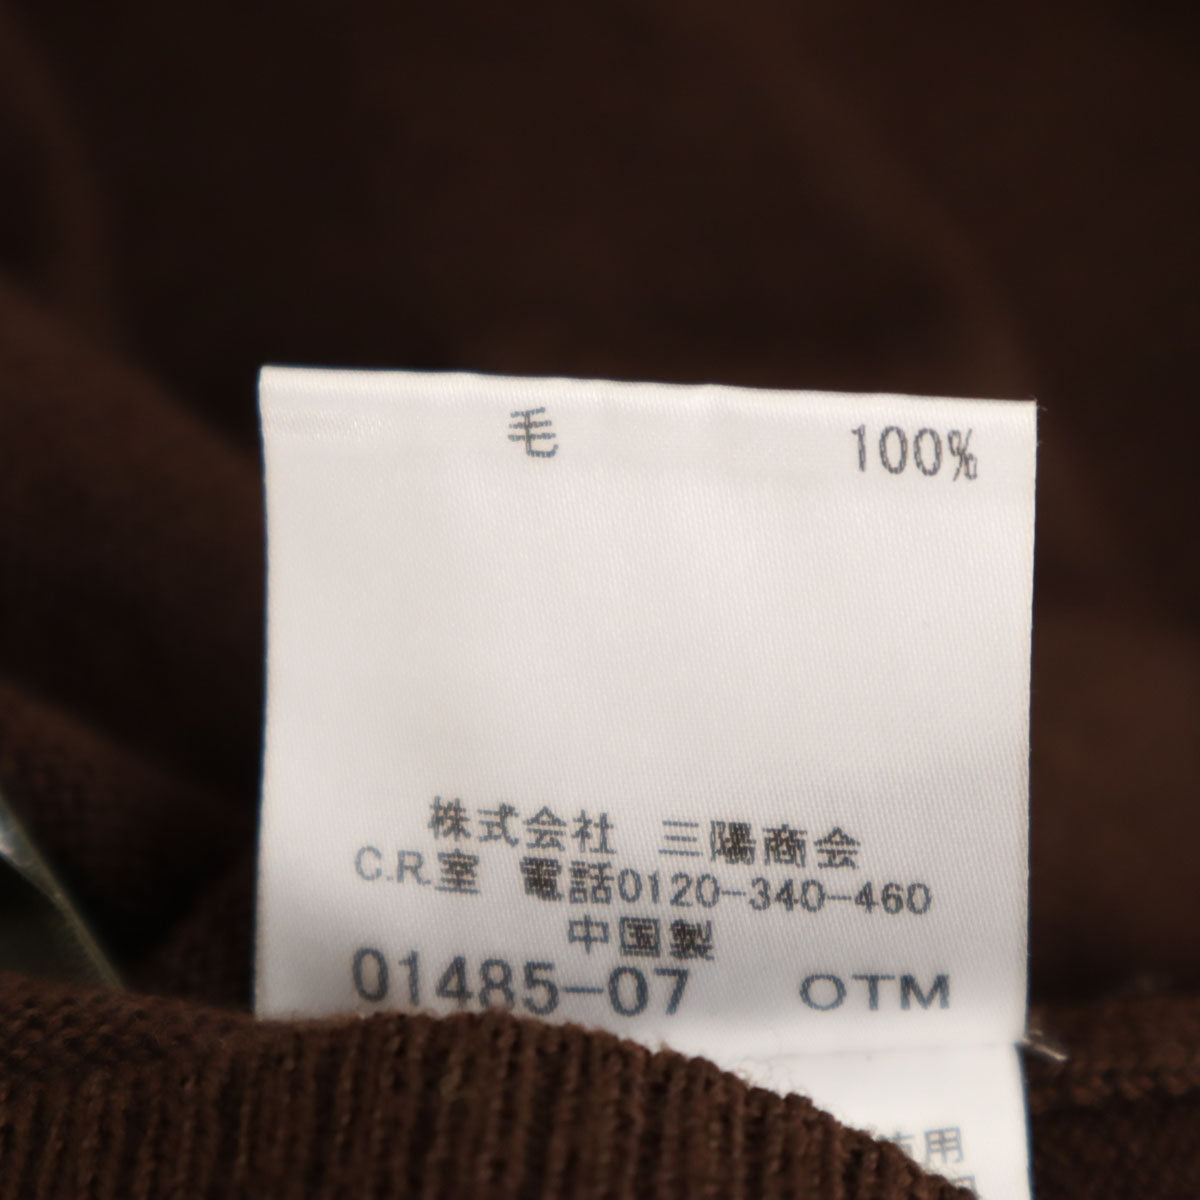 毛 100%
株式会社 三陽商会
C.R.室 電話0120-340-460
中国製
01485-07 OTM
用